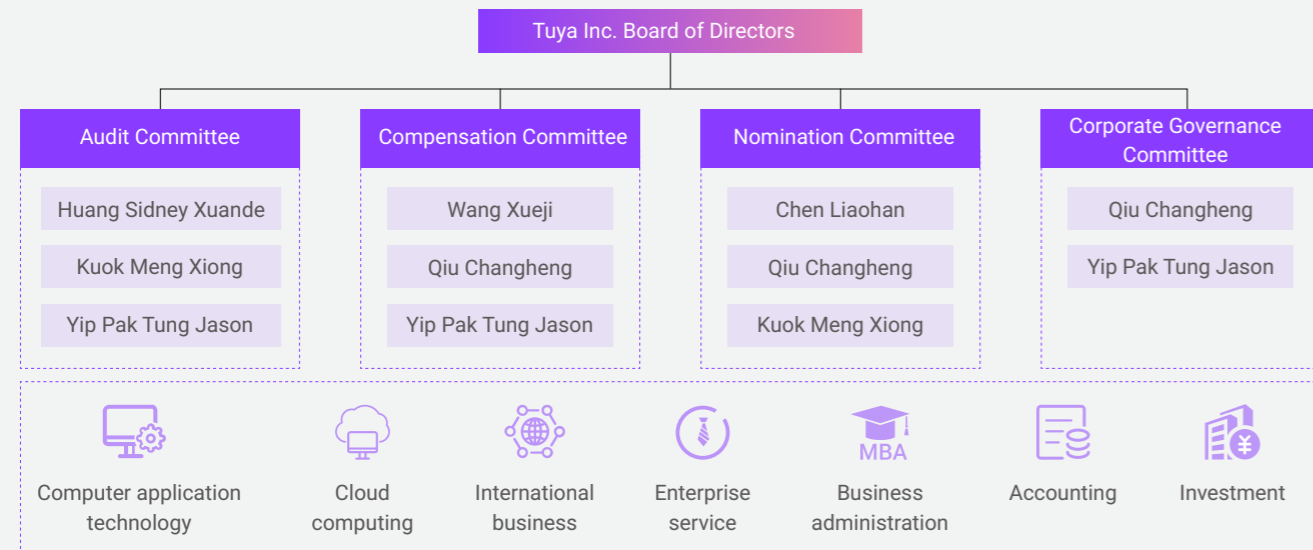 Tuya Inc. Board of Directors
Audit Committee
Huang Sidney Xuande
Kuok Meng Xiong
Yip Pak Tung Jason
Compensation Committee
Wang Xueji
Qiu Changheng
Yip Pak Tung Jason
Nomination Committee
Chen Liaohan
Qiu Changheng
Kuok Meng Xiong
Corporate Governance
Committee
Qiu Changheng
Yip Pak Tung Jason
Computer application
technology
Cloud
computing
International
business
Enterprise
service
MBA
Business
administration
Accounting
¥
Investment